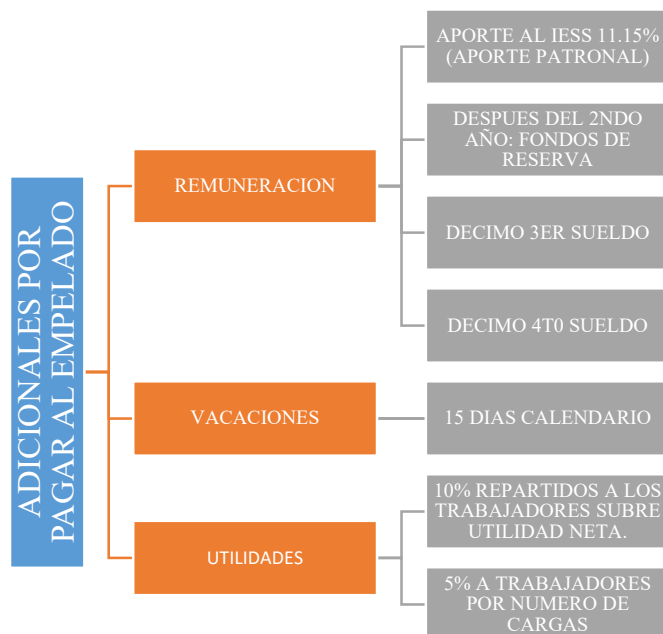 ADICIONALES POR
PAGAR AL EMPELADO
REMUNERACION
APORTE AL IESS 11.15%
(APORTE PATRONAL)
DESPUES DEL 2NDO
AÑO: FONDOS DE
RESERVA
DECIMO 3ER SUELDO
DECIMO 4T0 SUELDO
VACACIONES
15 DIAS CALENDARIO
UTILIDADES
10% REPARTIDOS A LOS
TRABAJADORES SUBRE
UTILIDAD NETA.
5% A TRABAJADORES
POR NUMERO DE
CARGAS